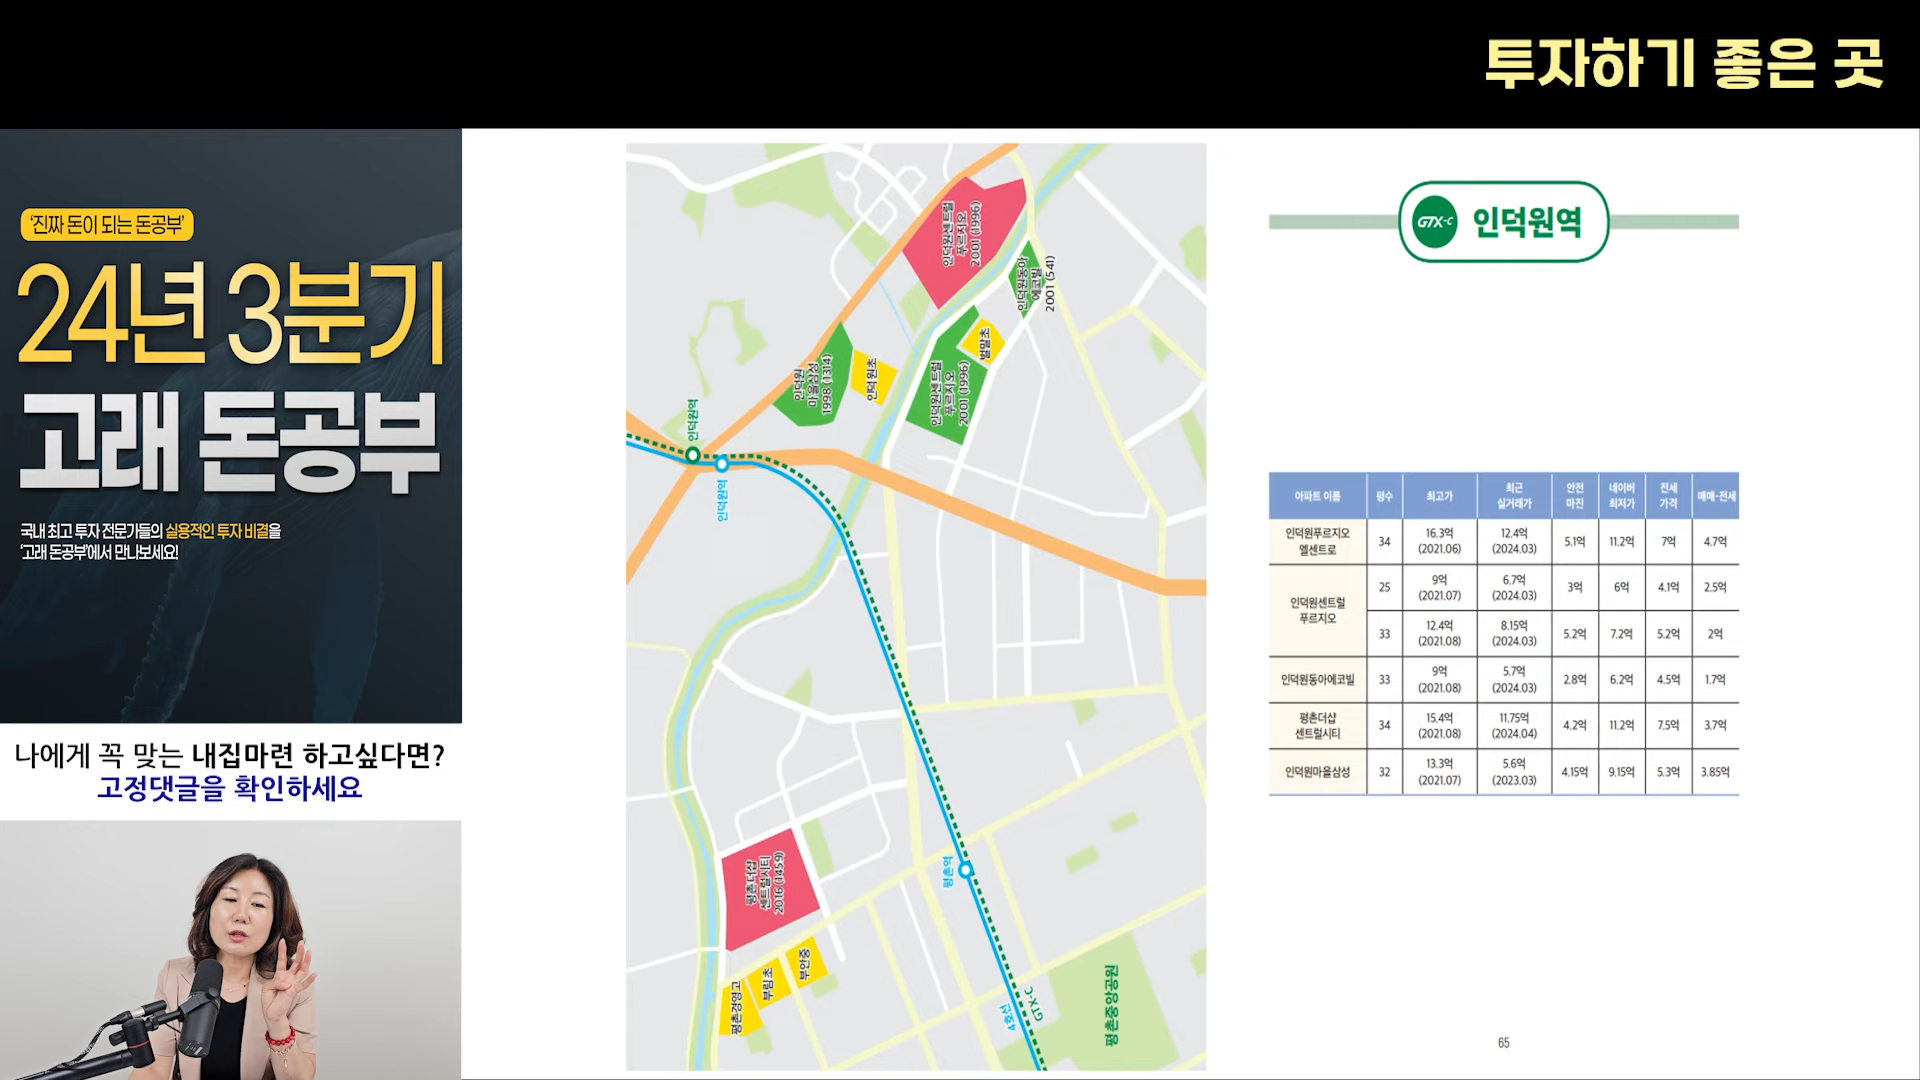 투자하기 좋은 곳
'진짜 돈이 되는 돈공부'
24년 3분기
고래 돈공부
국내 최고 투자 전문가들의 실용적인 투자 비결을
'고래 돈공부'에서 만나보세요!
나에게 꼭 맞는 내집마련 하고싶다면?
고정댓글을 확인하세요
인덕원센트럴
푸르지오
2001 (1996)
인덕원동아
에코빌
2001 (541)
인덕원
마을삼성
1998 (1314)
인덕원초
인덕원센트럴
푸르지오
2001 (1996)
벌말초
인덕원역
인덕원역
평촌더샵
센트럴시티
2016 (1459)
평촌역
평촌경영고
부림초
부안중
4호선
GTX-C
평촌중앙공원
GTX-C 인덕원역
아파트 이름 평수 최고가 최근 실거래가 안전 마진 네이버 최저가 전세 가격 매매-전세
인덕원푸르지오 엘센트로 34 16.3억 (2021.06) 12.4억 (2024.03) 5.1억 11.2억 7억 4.7억
인덕원센트럴 푸르지오 25 9억 (2021.07) 6.7억 (2024.03) 3억 6억 4.1억 2.5억
33 12.4억 (2021.08) 8.15억 (2024.03) 5.2억 7.2억 5.2억 2억
인덕원동아에코빌 33 9억 (2021.08) 5.7억 (2024.03) 2.8억 6.2억 4.5억 1.7억
평촌더샵 센트럴시티 34 15.4억 (2021.08) 11.75억 (2024.04) 4.2억 11.2억 7.5억 3.7억
인덕원마을삼성 32 13.3억 (2021.07) 5.6억 (2023.03) 4.15억 9.15억 5.3억 3.85억
65